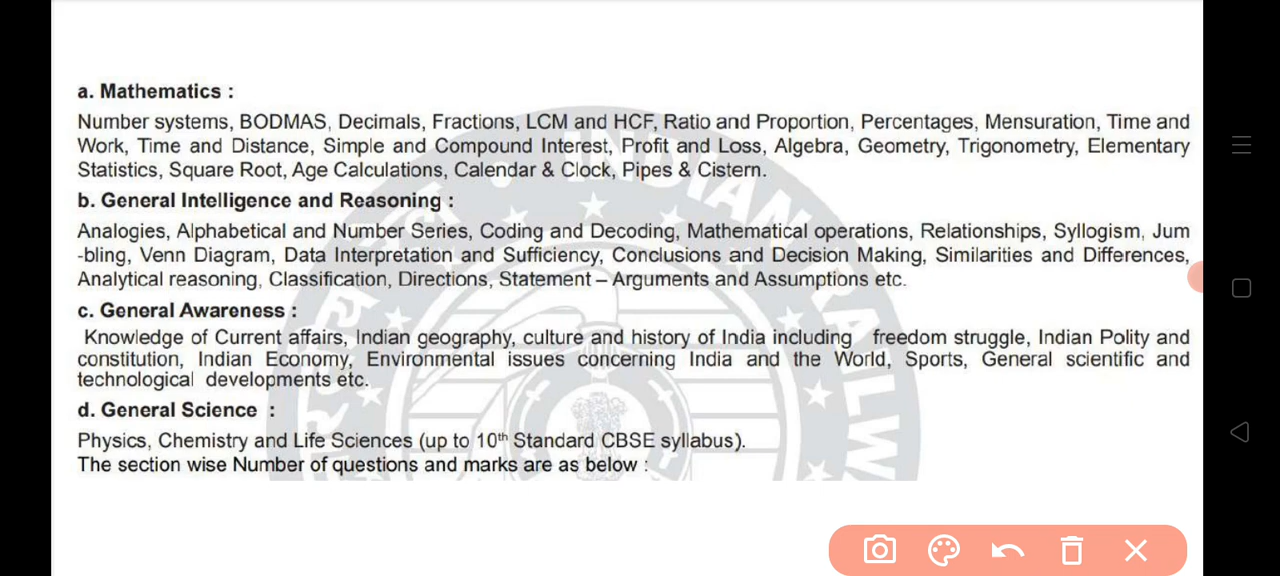 a. Mathematics :
Number systems, BODMAS, Decimals, Fractions, LCM and HCF, Ratio and Proportion, Percentages, Mensuration, Time and
Work, Time and Distance, Simple and Compound Interest, Profit and Loss, Algebra, Geometry, Trigonometry, Elementary
Statistics, Square Root, Age Calculations, Calendar & Clock, Pipes & Cistern.
b. General Intelligence and Reasoning :
Analogies, Alphabetical and Number Series, Coding and Decoding, Mathematical operations, Relationships, Syllogism, Jum
-bling, Venn Diagram, Data Interpretation and Sufficiency, Conclusions and Decision Making, Similarities and Differences,
Analytical reasoning, Classification, Directions, Statement – Arguments and Assumptions etc.
c. General Awareness :
Knowledge of Current affairs, Indian geography, culture and history of India including freedom struggle, Indian Polity and
constitution, Indian Economy, Environmental issues concerning India and the World, Sports, General scientific and
technological developments etc.
d. General Science :
Physics, Chemistry and Life Sciences (up to 10th Standard CBSE syllabus).
The section wise Number of questions and marks are as below :
INDIAN RAILW